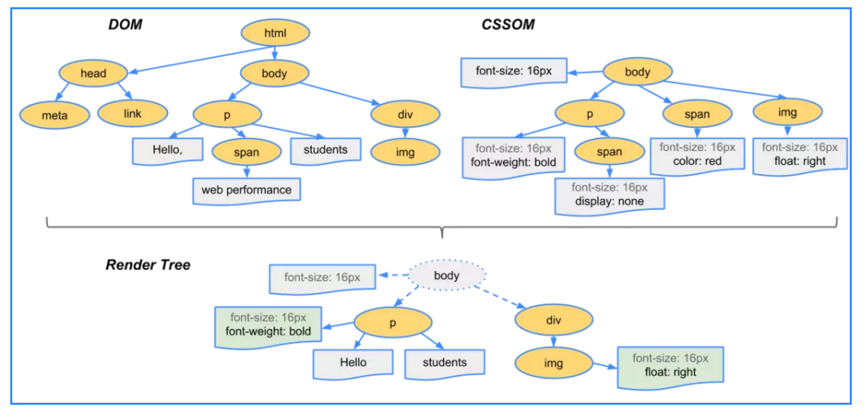 DOM
html
head
body
meta
link
p
div
Hello,
span
students
img
web performance
CSSOM
font-size: 16px
body
p
span
img
font-size: 16px
font-weight: bold
span
font-size: 16px
color: red
font-size: 16px
float: right
font-size: 16px
display: none
Render Tree
font-size: 16px
body
font-size: 16px
font-weight: bold
p
div
Hello
students
img
font-size: 16px
float: right